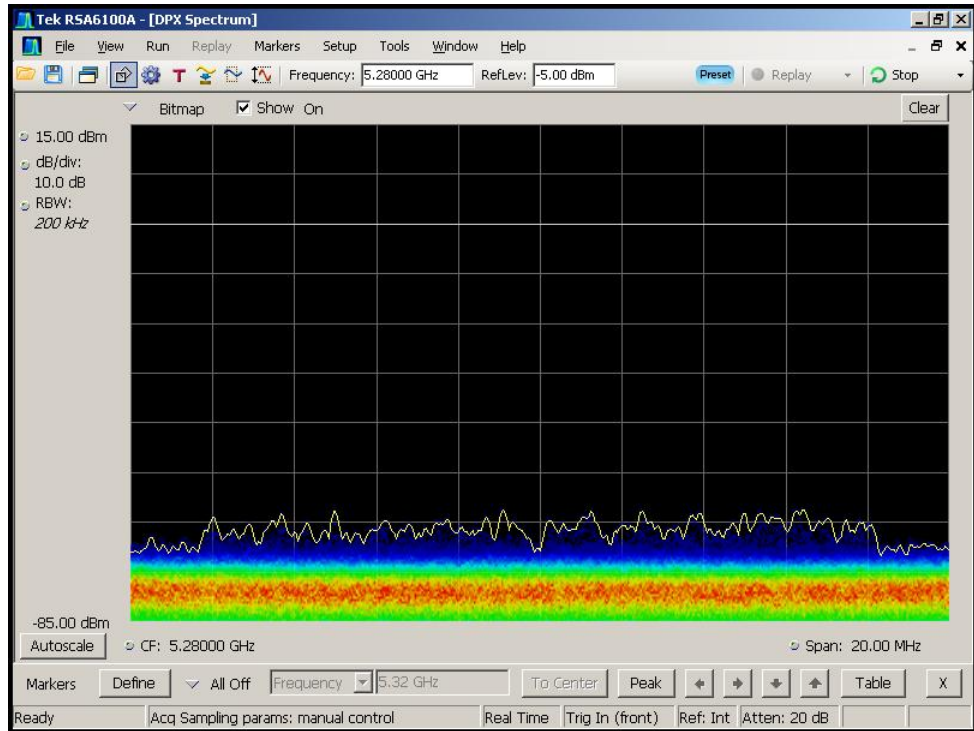 Tek RSA6100A - [DPX Spectrum]
File View Run Replay Markers Setup Tools Window Help
T Frequency: 5.28000 GHz RefLev: -5.00 dBm Preset Replay Stop
Bitmap Show On Clear
15.00 dBm
dB/div:
10.0 dB
RBW:
200 kHz
-85.00 dBm
Autoscale CF: 5.28000 GHz Span: 20.00 MHz
Markers Define All Off Frequency 5.32 GHz To Center Peak Table X
Ready Acq Sampling params: manual control Real Time Trig In (front) Ref: Int Atten: 20 dB